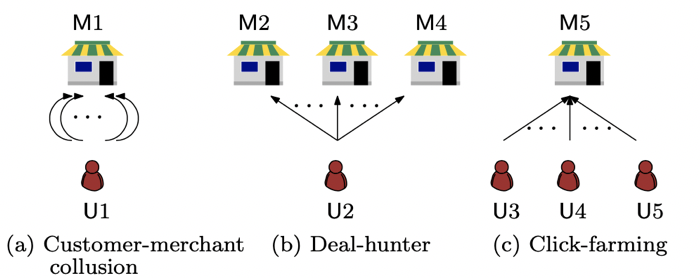 M1 M2 M3 M4 M5
U1 U2 U3 U4 U5
(a) Customer-merchant collusion
(b) Deal-hunter
(c) Click-farming